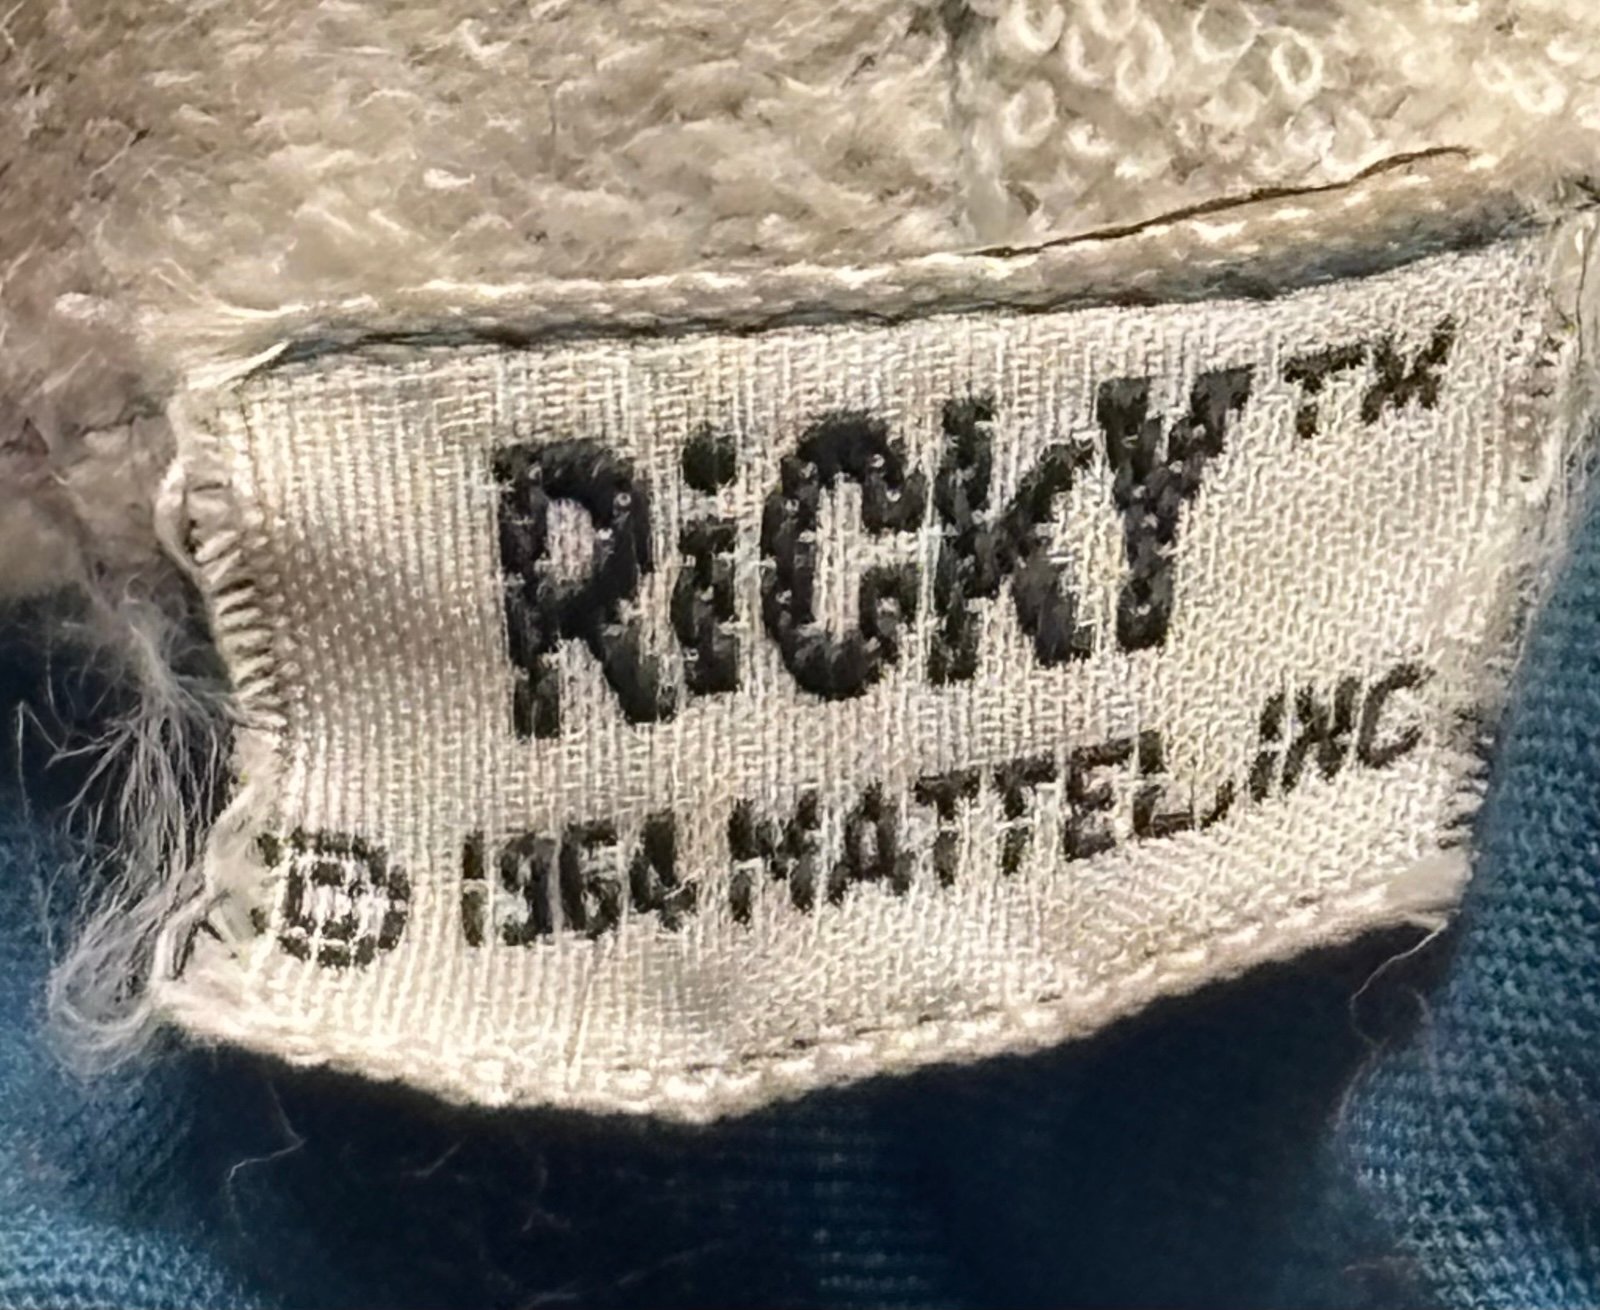 RiCKY™
© 1964 MATTEL, INC